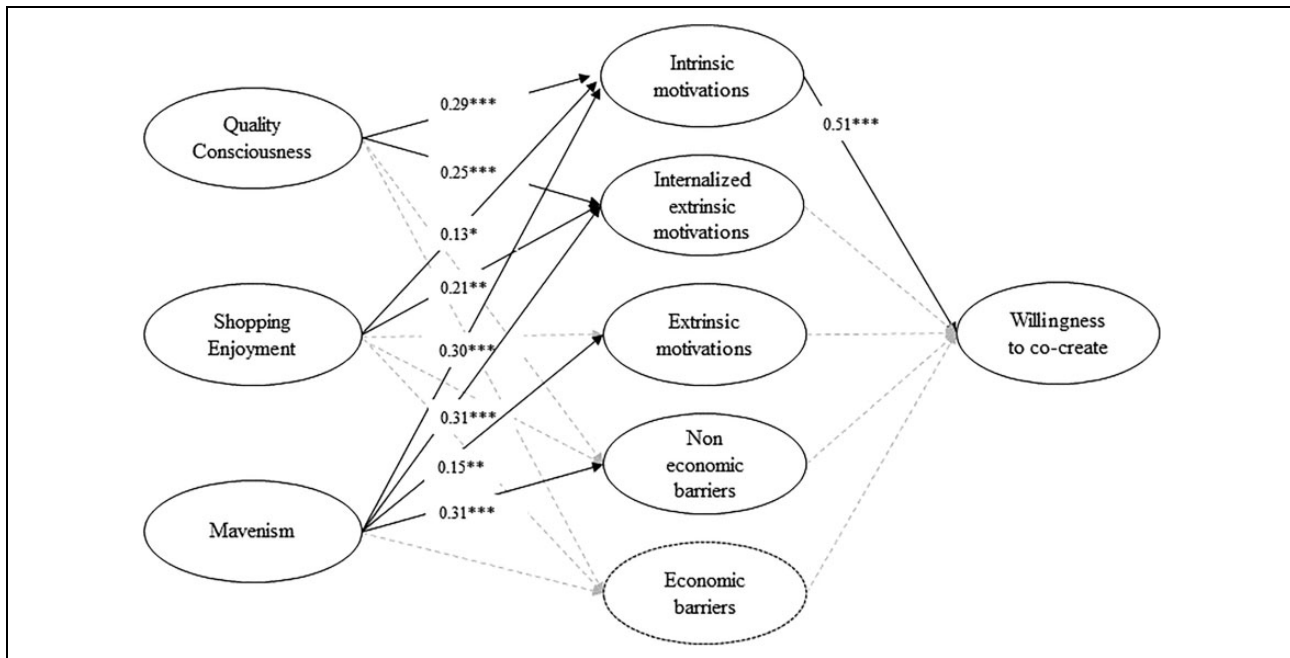 Intrinsic
motivations
0.29***
0.51***
Quality
Consciousness
0.25***
Internalized
extrinsic
motivations
0.13*
0.21**
Shopping
Enjoyment
Extrinsic
motivations
Willingness
to co-create
0.30***
0.31***
Non
economic
barriers
0.15**
0.31***
Mavenism
Economic
barriers